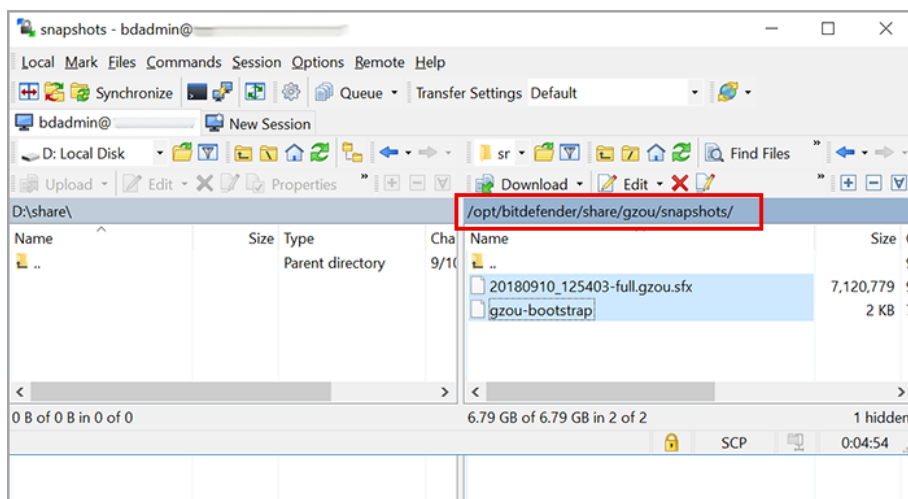 snapshots - bdadmin@
Local Mark Files Commands Session Options Remote Help
Synchronize Queue Transfer Settings Default
bdadmin@ New Session
D: Local Disk sr Find Files
Upload Edit Properties Download Edit
D:\share\ /opt/bitdefender/share/gzou/snapshots/
Name Size Type Cha Name Size
.. Parent directory 9/10 ..
20180910_125403-full.gzou.sfx 7,120,779
gzou-bootstrap 2 KB
0 B of 0 B in 0 of 0 6.79 GB of 6.79 GB in 2 of 2 1 hidden
SCP 0:04:54